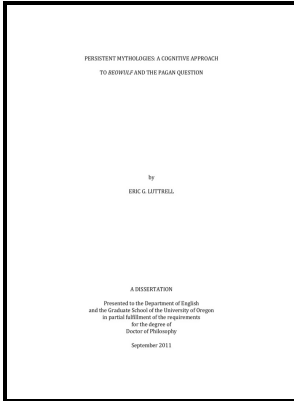 PERSISTENT MYTHOLOGIES: A COGNITIVE APPROACH
TO BEOWULF AND THE PAGAN QUESTION
by
ERIC G. LUTTRELL
A DISSERTATION
Presented to the Department of English
and the Graduate School of the University of Oregon
in partial fulfillment of the requirements
for the degree of
Doctor of Philosophy
September 2011